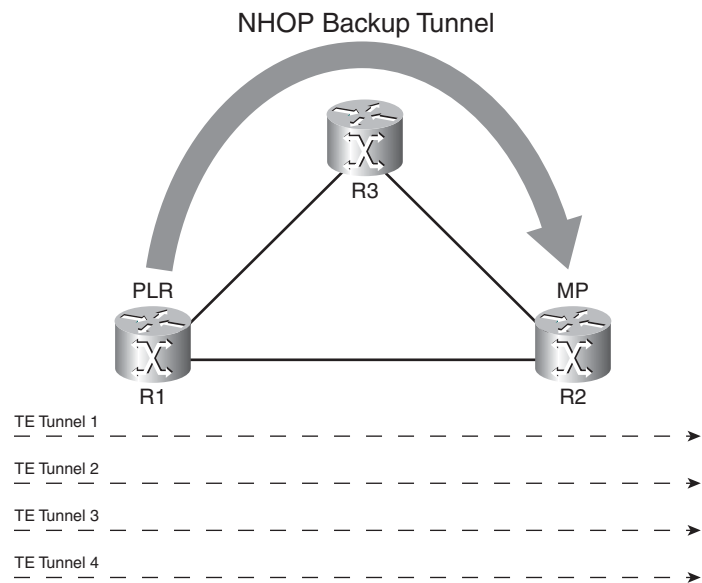 NHOP Backup Tunnel
R3
PLR
MP
R1
R2
TE Tunnel 1
TE Tunnel 2
TE Tunnel 3
TE Tunnel 4